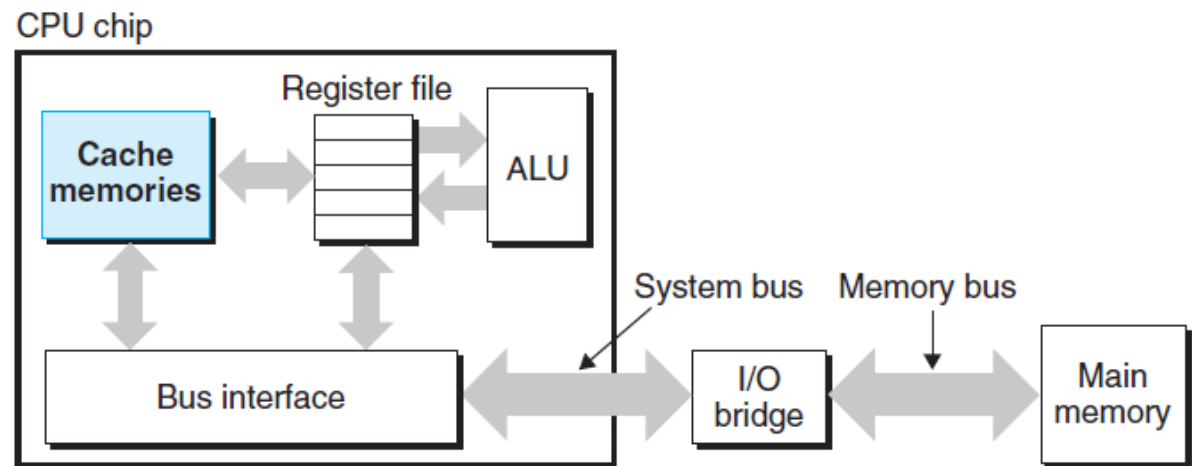 CPU chip
Register file
Cache
memories
ALU
System bus
Memory bus
Bus interface
I/O
bridge
Main
memory